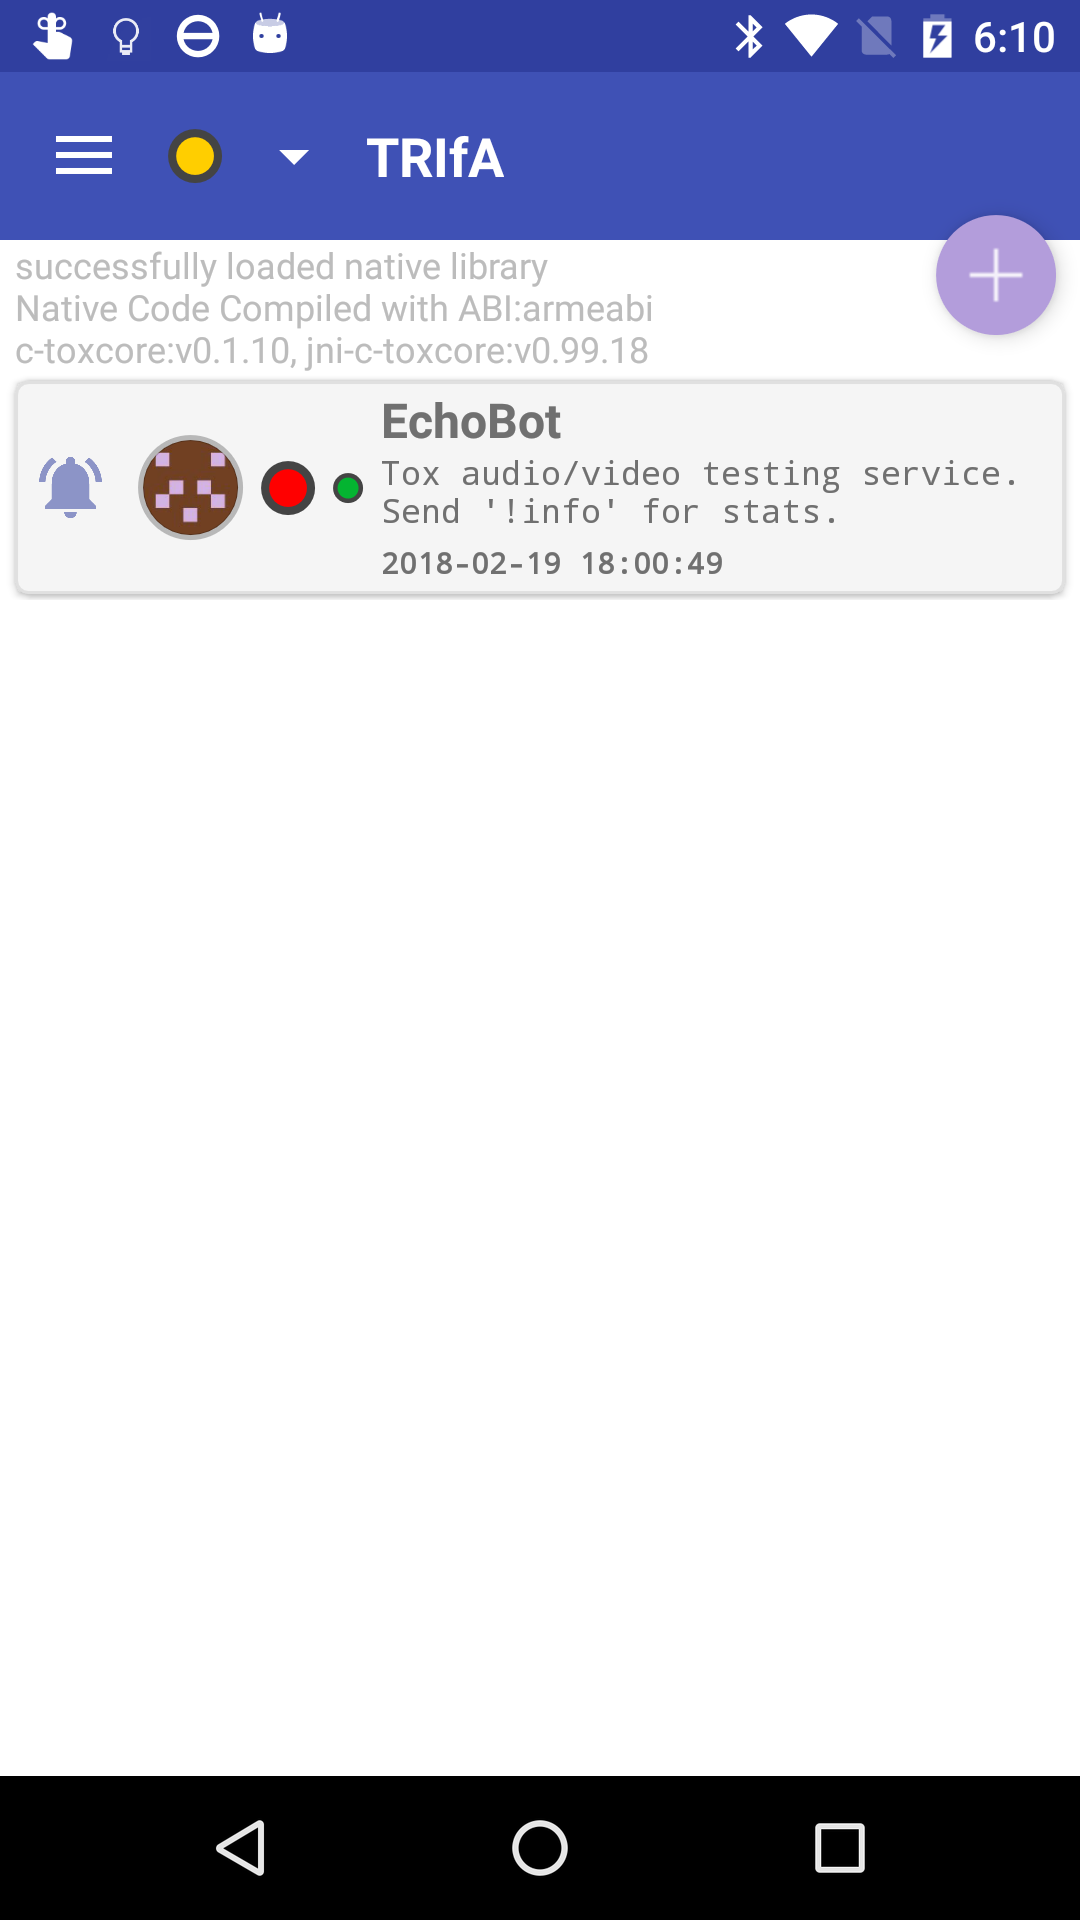 6:10
TRIfA
successfully loaded native library
Native Code Compiled with ABI:armeabi
c-toxcore:v0.1.10, jni-c-toxcore:v0.99.18
EchoBot
Tox audio/video testing service.
Send '!info' for stats.
2018-02-19 18:00:49